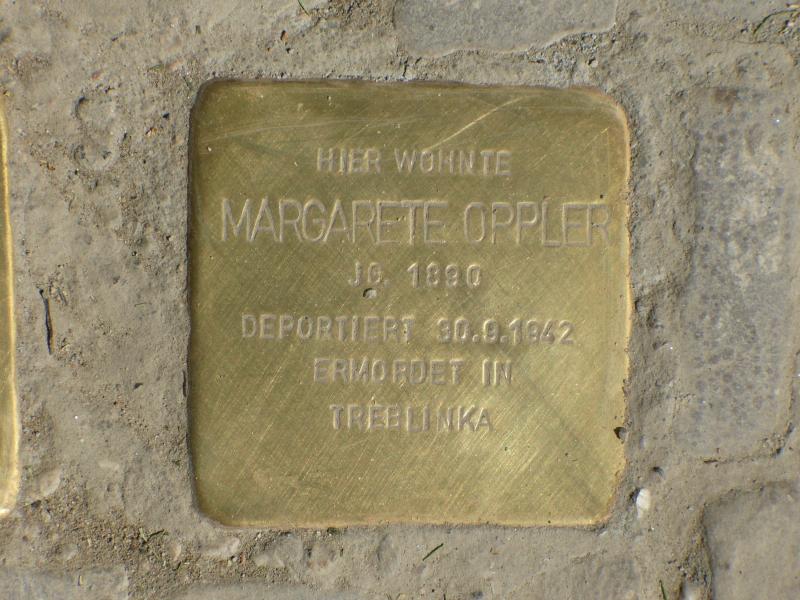 HIER WOHNTE
MARGARETE OPPLER
JG. 1890
DEPORTIERT 30.9.1942
ERMORDET IN
TREBLINKA